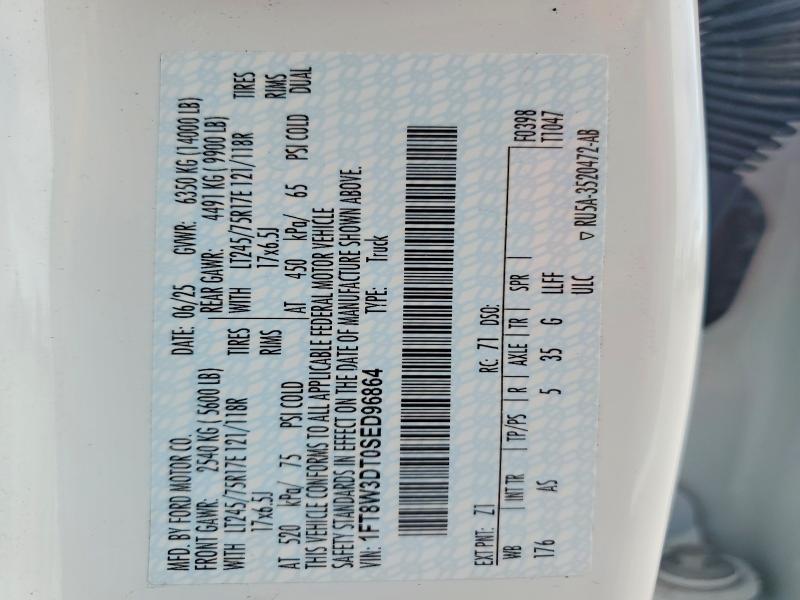 MFD. BY FORD MOTOR CO. DATE: 06/25 GVWR: 6350 KG (14000 LB)
FRONT GAWR: 2540 KG (5600 LB) REAR GAWR: 4491 KG (9900 LB)
WITH LT245/75R17E 121/118R TIRES WITH LT245/75R17E 121/118R TIRES
17x6.5J RIMS 17x6.5J RIMS
AT 520 kPa/ 75 PSI COLD AT 450 kPa/ 65 PSI COLD DUAL
THIS VEHICLE CONFORMS TO ALL APPLICABLE FEDERAL MOTOR VEHICLE
SAFETY STANDARDS IN EFFECT ON THE DATE OF MANUFACTURE SHOWN ABOVE.
VIN: 1FT8W3DT0SED96864 TYPE: Truck
EXT PNT: Z1 RC: 71 DSO: F0398
WB INT TR TP/PS R AXLE TR SPR T1047
176 AS 5 35 G LLFF
ULC ▽ RU5A-3520472-AB